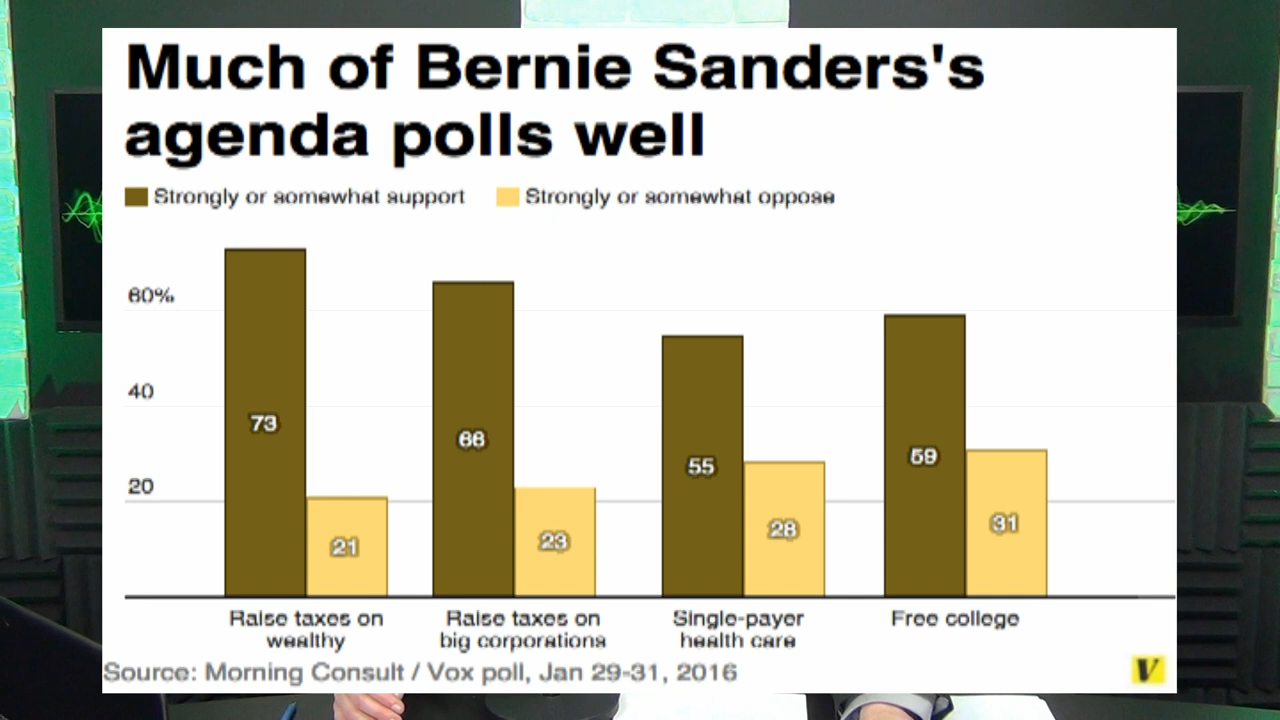 Much of Bernie Sanders's
agenda polls well
Strongly or somewhat support Strongly or somewhat oppose
60%
40
20
73 21 66 23 55 28 59 31
Raise taxes on Raise taxes on Single-payer Free college
wealthy big corporations health care
Source: Morning Consult / Vox poll, Jan 29-31, 2016 V